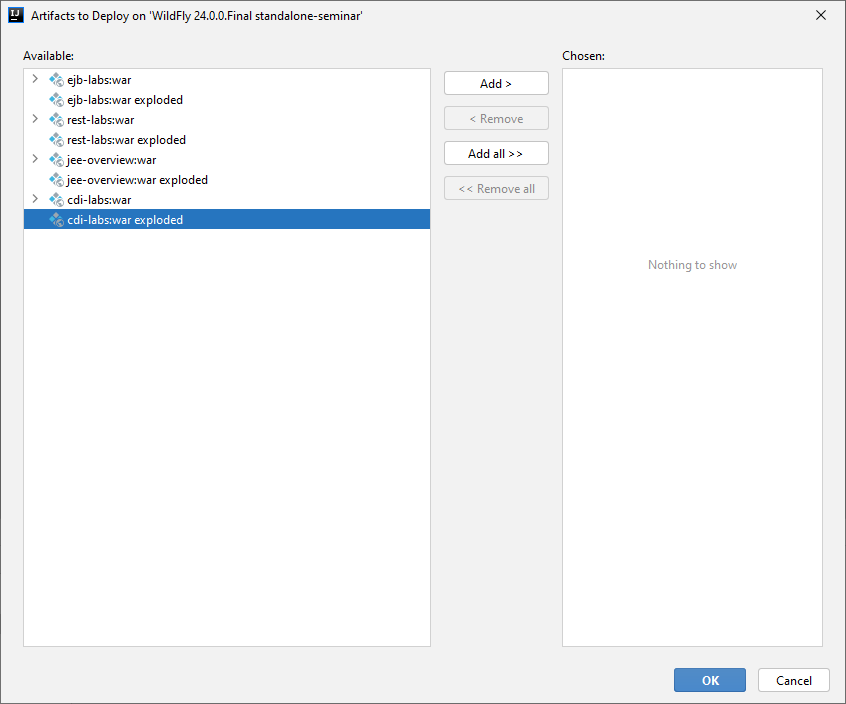 Artifacts to Deploy on 'WildFly 24.0.0.Final standalone-seminar'
Available:
ejb-labs:war
ejb-labs:war exploded
rest-labs:war
rest-labs:war exploded
jee-overview:war
jee-overview:war exploded
cdi-labs:war
cdi-labs:war exploded
Add >
< Remove
Add all >>
<< Remove all
Chosen:
Nothing to show
OK
Cancel